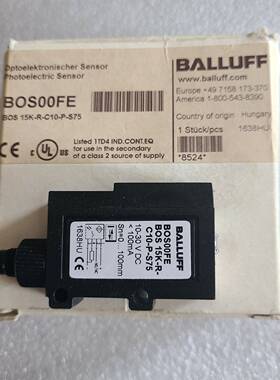 Optoelektronischer Sensor
Photoelectric Sensor
BOS00FE
BOS 15K-R-C10-P-S75
Listed 1TD4 IND.CONT.EQ
for use in the secondary
of a class 2 source of supply
BALLUFF
www.balluff.com
Europe +49 7158 173-370
America 1-800-543-8390
Country of origin Hungary
1 Stück/pcs 1638HU
*8524*
BALLUFF
BOS00FE
BOS 15K-R-
C10-P-S75
10-30 V DC
<100mA
Sn=0...100mm
1638HU